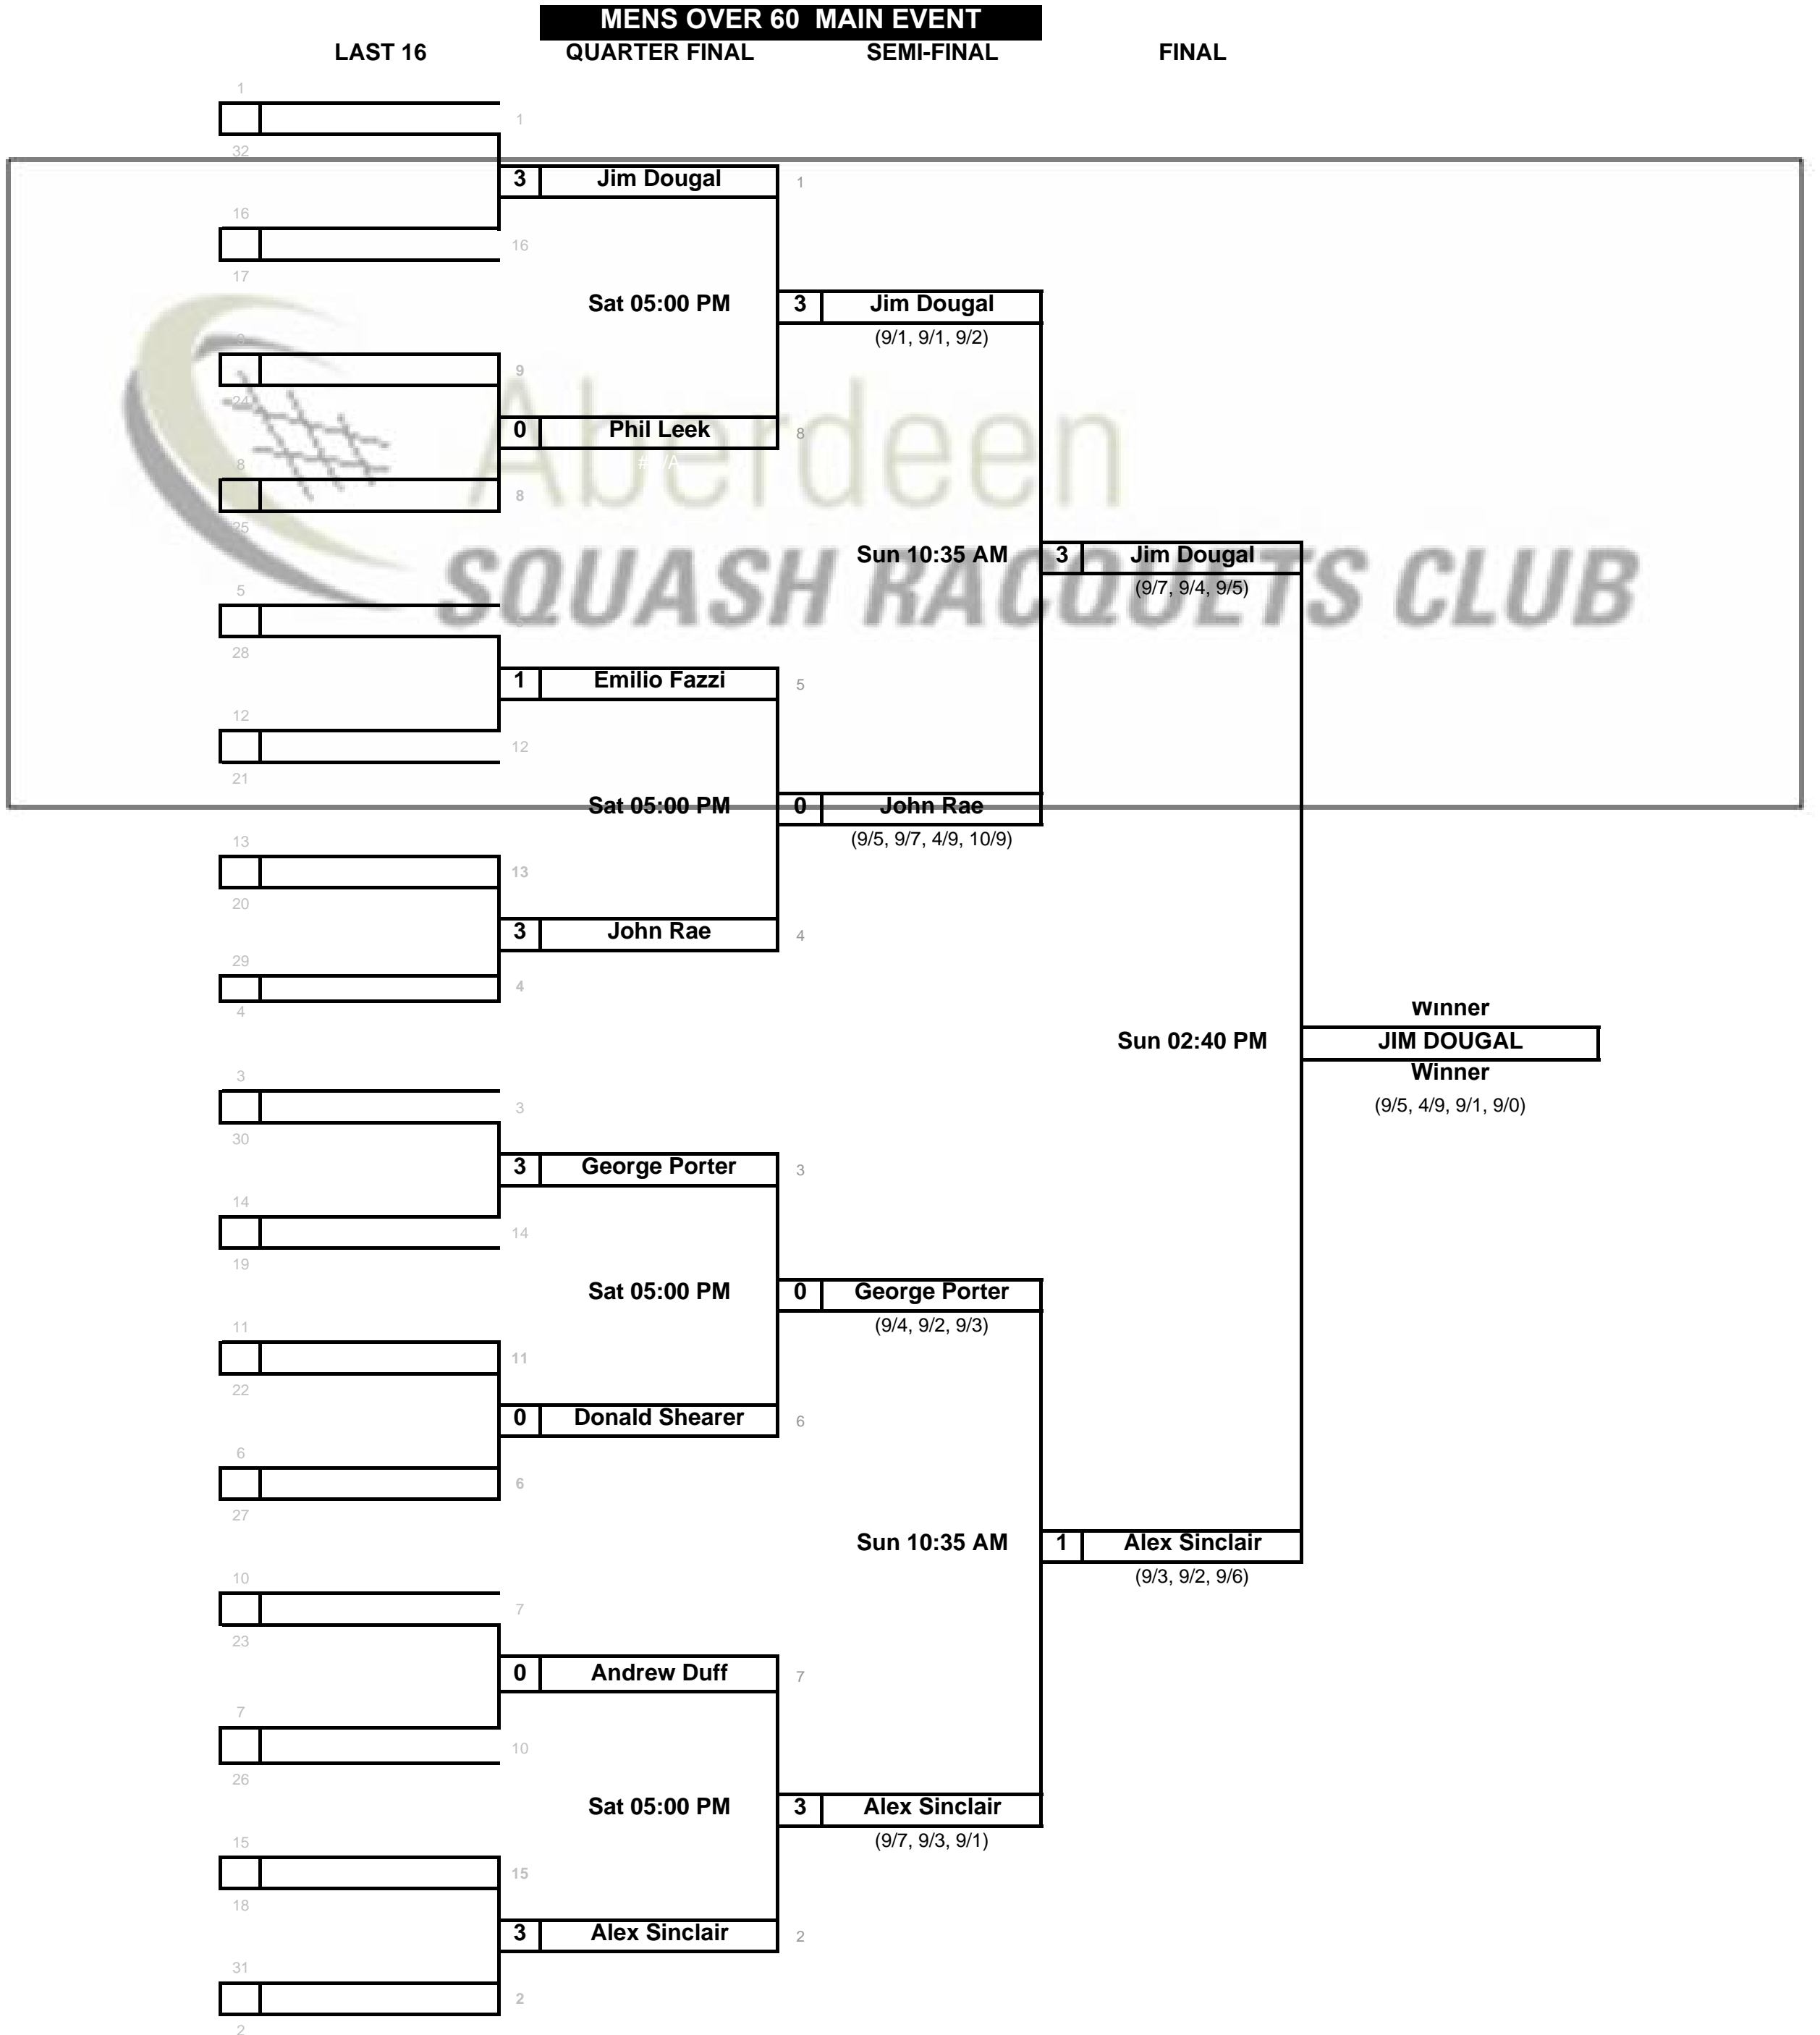 MENS OVER 60 MAIN EVENT
LAST 16 QUARTER FINAL SEMI-FINAL FINAL
1
1
32
3 Jim Dougal 1
16
16
17
Sat 05:00 PM 3 Jim Dougal
(9/1, 9/1, 9/2)
9
24
Aberdeen
0 Phil Leek 8
8
8
25
Sun 10:35 AM 3 Jim Dougal
SQUASH RACQUETS CLUB
(9/7, 9/4, 9/5)
5
28
1 Emilio Fazzi 5
12
12
21
Sat 05:00 PM 0 John Rae
(9/5, 9/7, 4/9, 10/9)
13
13
20
3 John Rae 4
29
4
4
Winner
Sun 02:40 PM JIM DOUGAL
Winner
(9/5, 4/9, 9/1, 9/0)
3
3
30
3 George Porter 3
14
14
19
Sat 05:00 PM 0 George Porter
(9/4, 9/2, 9/3)
11
11
22
0 Donald Shearer 6
6
6
27
Sun 10:35 AM 1 Alex Sinclair
(9/3, 9/2, 9/6)
10
7
23
0 Andrew Duff 7
7
10
26
Sat 05:00 PM 3 Alex Sinclair
(9/7, 9/3, 9/1)
15
15
18
3 Alex Sinclair 2
31
2
2